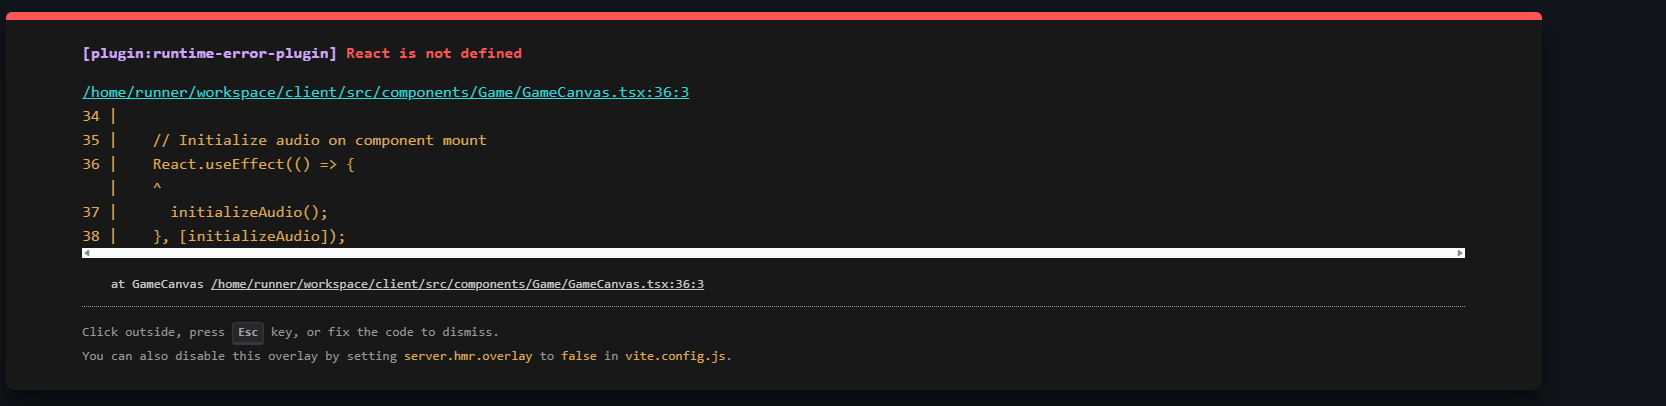 [plugin:runtime-error-plugin] React is not defined
/home/runner/workspace/client/src/components/Game/GameCanvas.tsx:36:3
34 |
35 |    // Initialize audio on component mount
36 |    React.useEffect(() => {
   |    ^
37 |      initializeAudio();
38 |    }, [initializeAudio]);
at GameCanvas /home/runner/workspace/client/src/components/Game/GameCanvas.tsx:36:3
Click outside, press Esc key, or fix the code to dismiss.
You can also disable this overlay by setting server.hmr.overlay to false in vite.config.js.